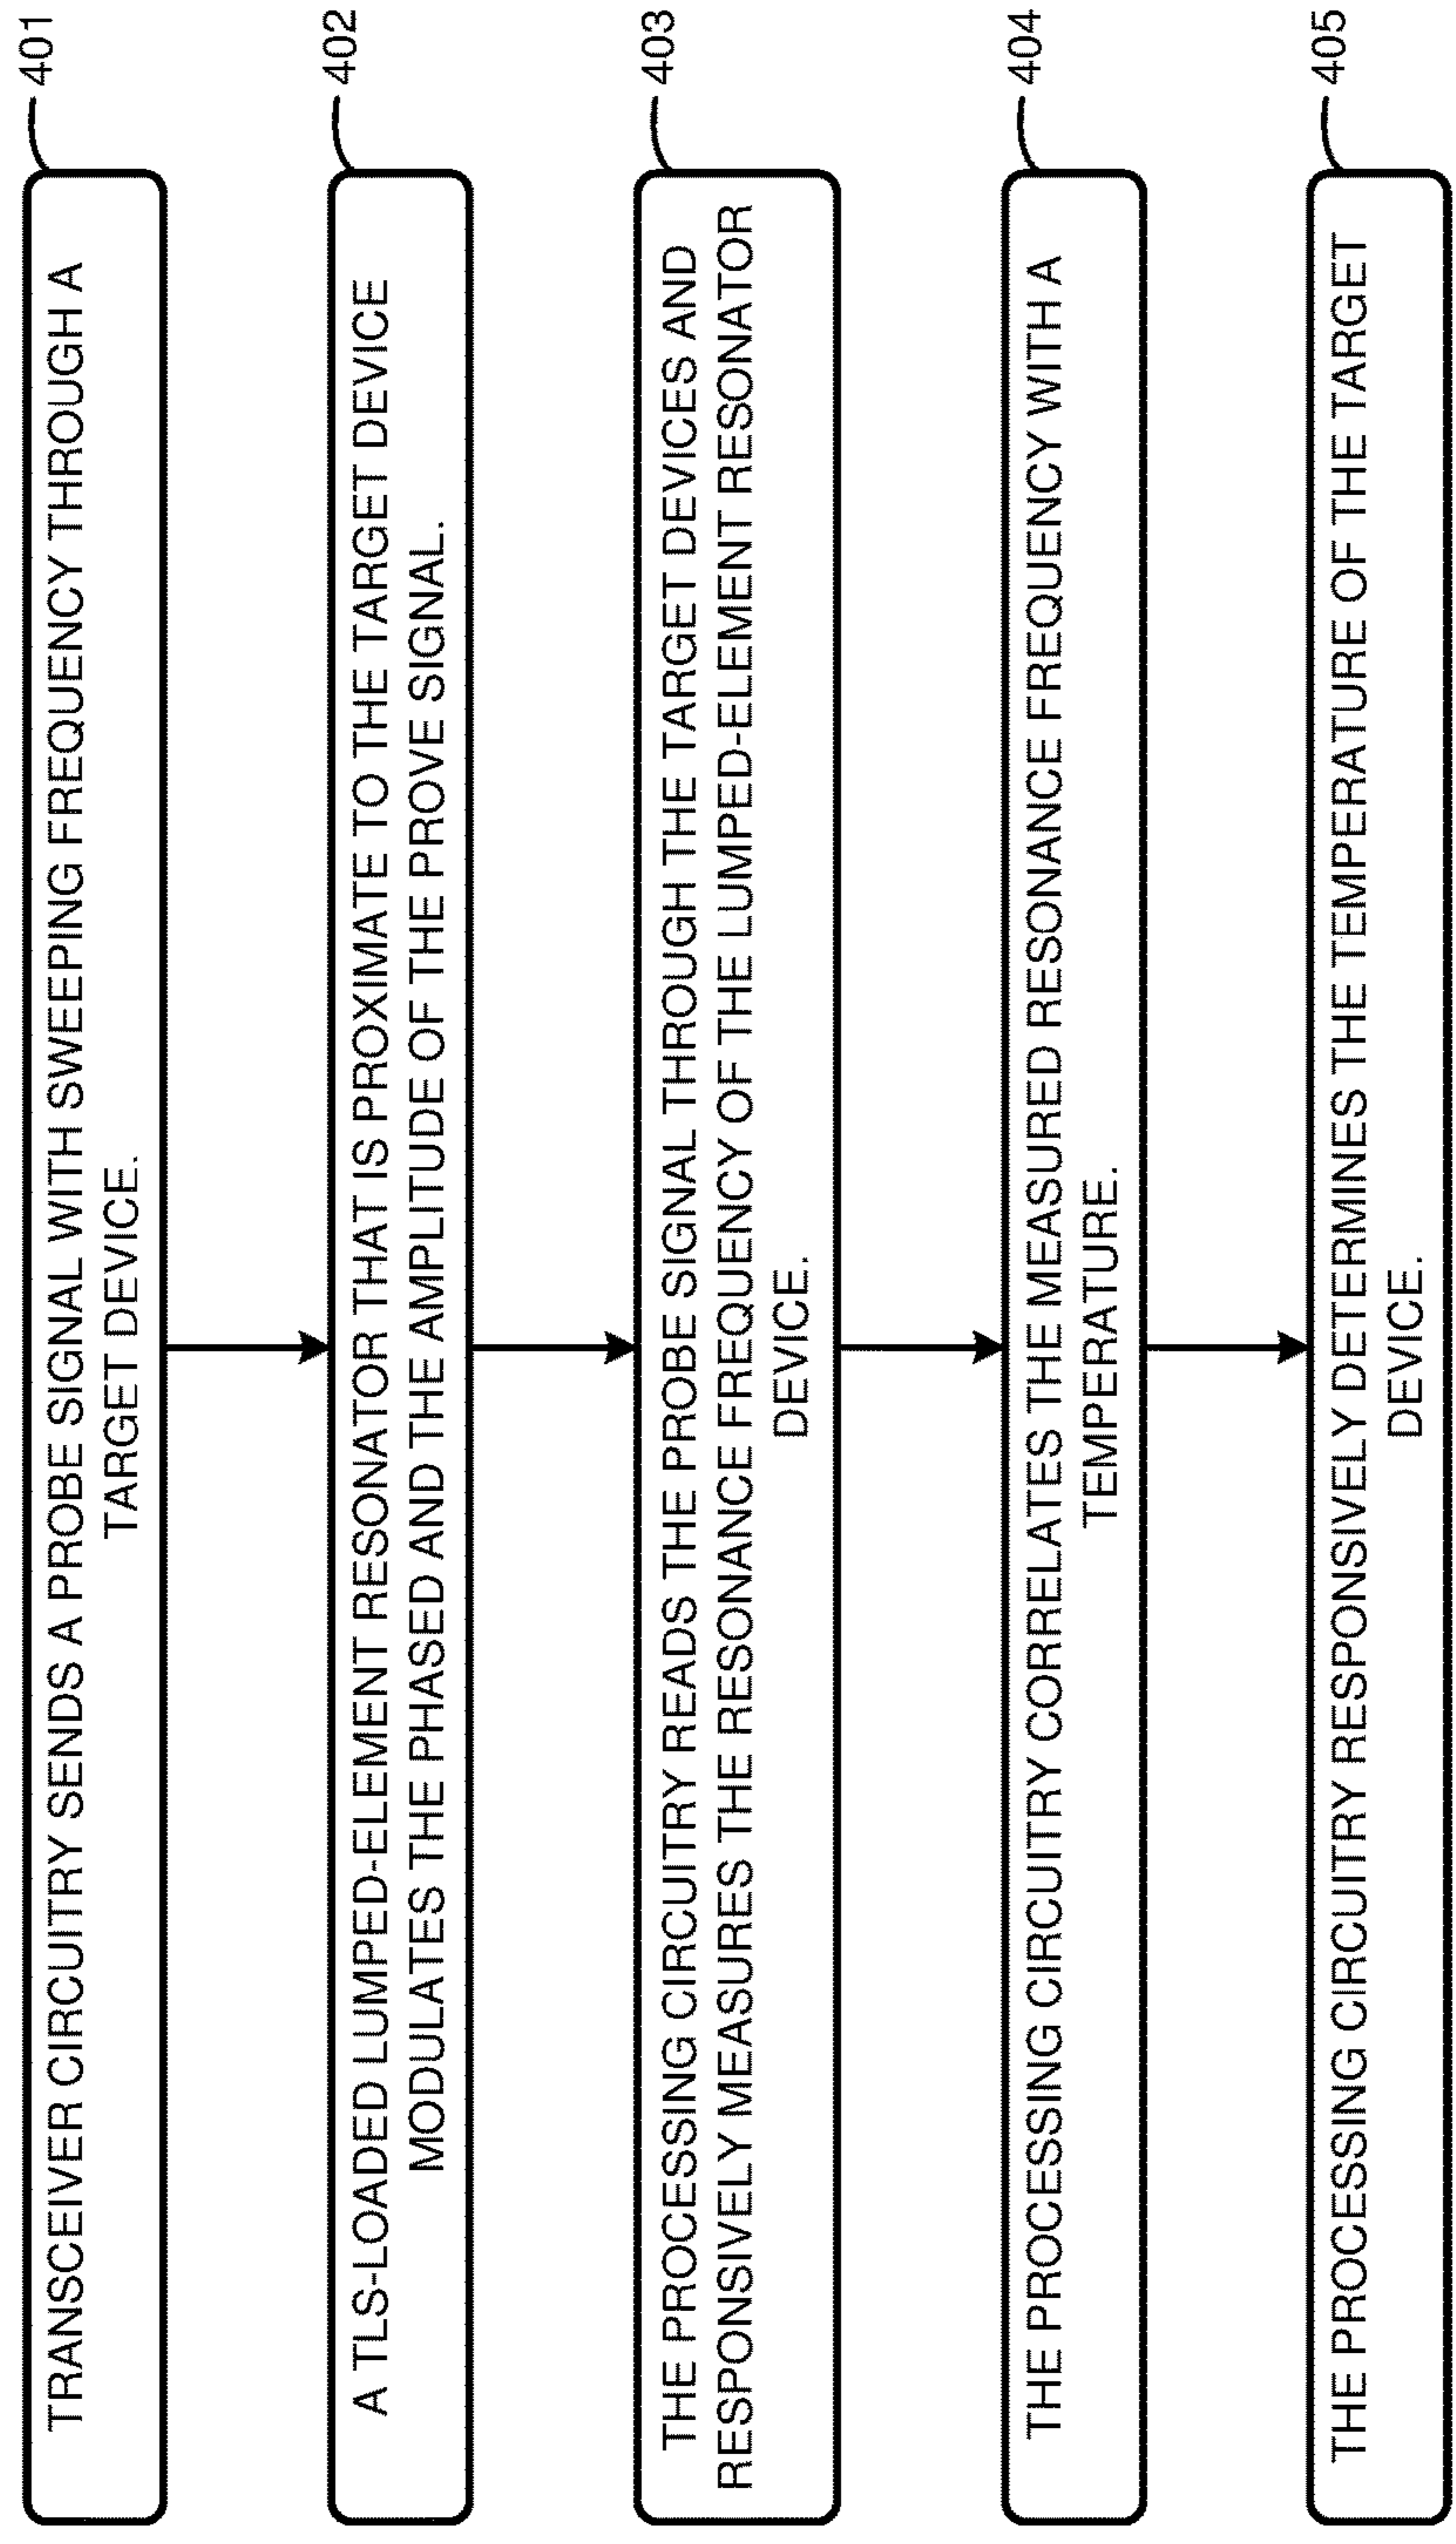 401
TRANSCEIVER CIRCUITRY SENDS A PROBE SIGNAL WITH SWEEPING FREQUENCY THROUGH A
TARGET DEVICE.
402
A TLS-LOADED LUMPED-ELEMENT RESONATOR THAT IS PROXIMATE TO THE TARGET DEVICE
MODULATES THE PHASED AND THE AMPLITUDE OF THE PROVE SIGNAL.
403
THE PROCESSING CIRCUITRY READS THE PROBE SIGNAL THROUGH THE TARGET DEVICES AND
RESPONSIVELY MEASURES THE RESONANCE FREQUENCY OF THE LUMPED-ELEMENT RESONATOR
DEVICE.
404
THE PROCESSING CIRCUITRY CORRELATES THE MEASURED RESONANCE FREQUENCY WITH A
TEMPERATURE.
405
THE PROCESSING CIRCUITRY RESPONSIVELY DETERMINES THE TEMPERATURE OF THE TARGET
DEVICE.